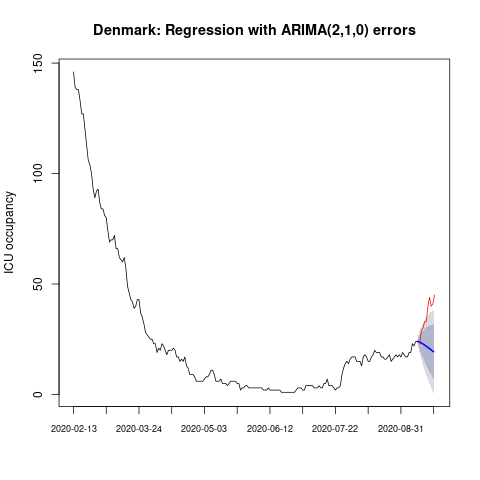 Denmark: Regression with ARIMA(2,1,0) errors
ICU occupancy
150
100
50
0
2020-02-13 2020-03-24 2020-05-03 2020-06-12 2020-07-22 2020-08-31